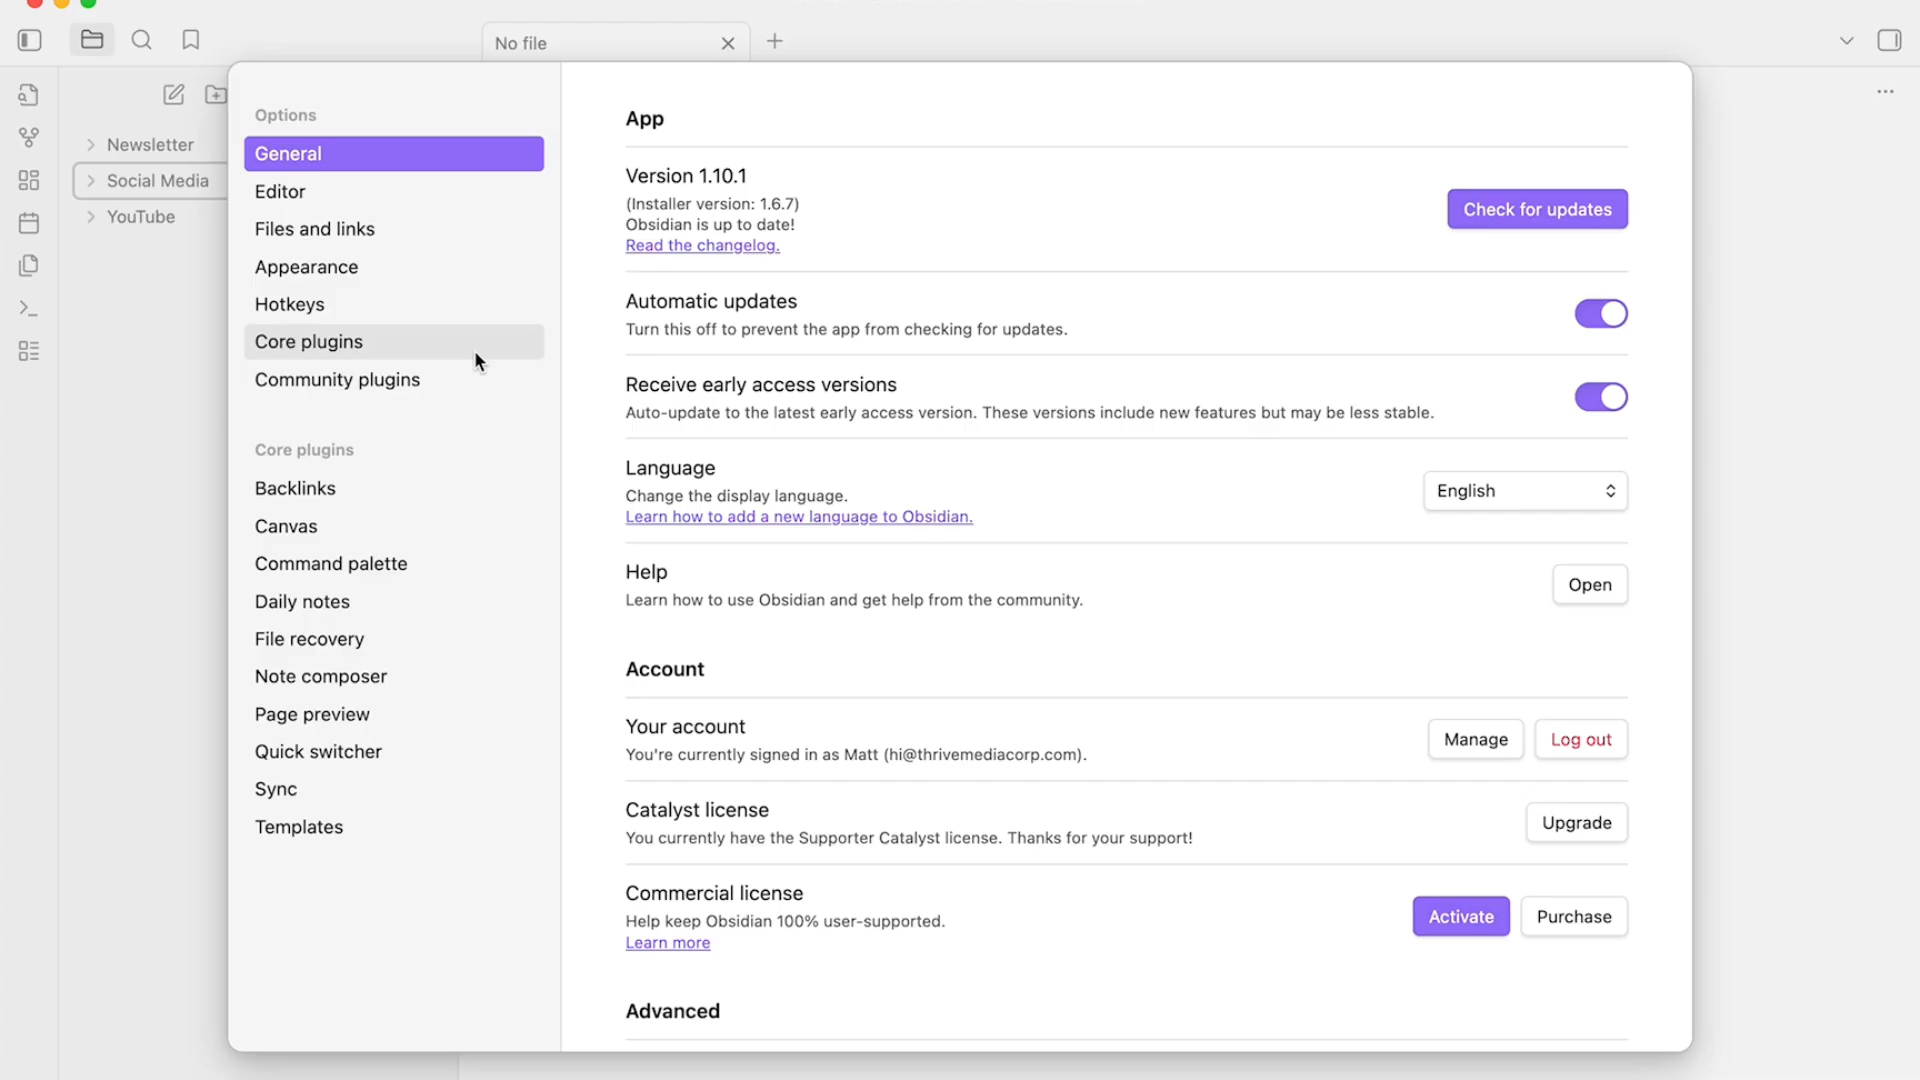 No file
Newsletter
Social Media
YouTube
Options
General
Editor
Files and links
Appearance
Hotkeys
Core plugins
Community plugins
Core plugins
Backlinks
Canvas
Command palette
Daily notes
File recovery
Note composer
Page preview
Quick switcher
Sync
Templates
App
Version 1.10.1
(Installer version: 1.6.7)
Obsidian is up to date!
Read the changelog.
Check for updates
Automatic updates
Turn this off to prevent the app from checking for updates.
Receive early access versions
Auto-update to the latest early access version. These versions include new features but may be less stable.
Language
Change the display language.
Learn how to add a new language to Obsidian.
English
Help
Learn how to use Obsidian and get help from the community.
Open
Account
Your account
You're currently signed in as Matt (hi@thrivemediacorp.com).
Manage
Log out
Catalyst license
You currently have the Supporter Catalyst license. Thanks for your support!
Upgrade
Commercial license
Help keep Obsidian 100% user-supported.
Learn more
Activate
Purchase
Advanced